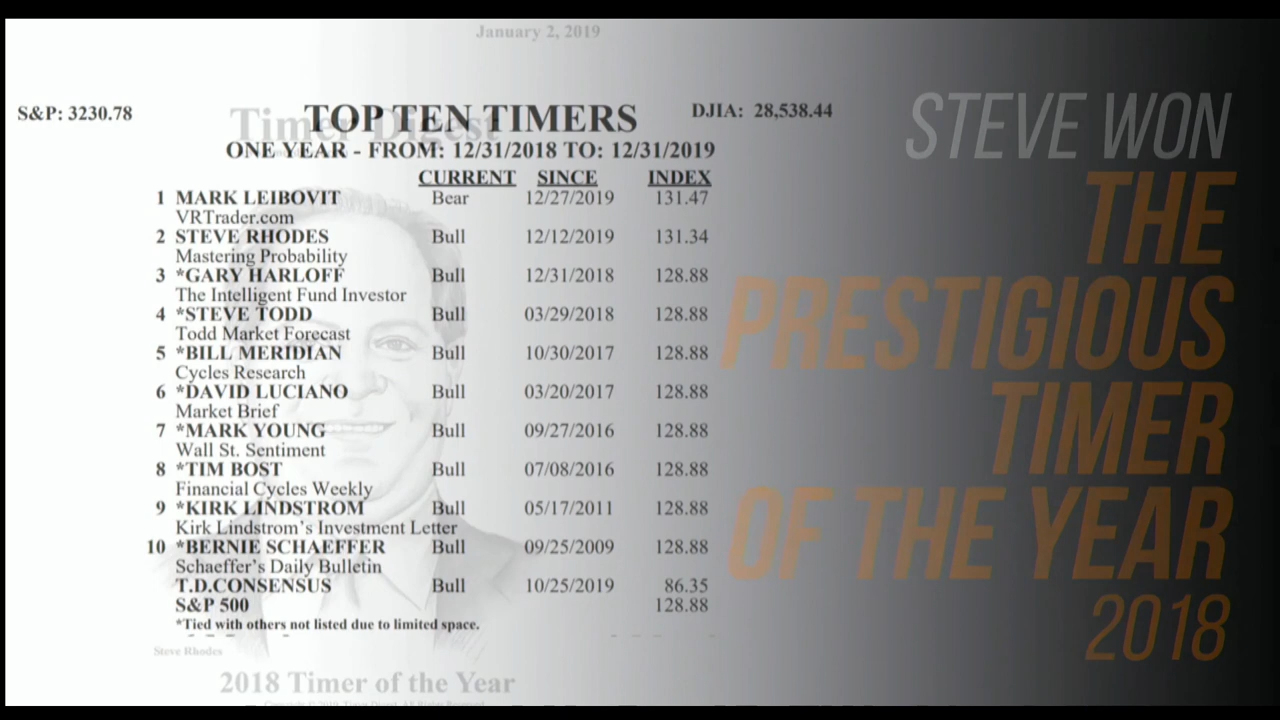 January 2, 2019
S&P: 3230.78
Timer Digest
TOP TEN TIMERS
DJIA: 28,538.44
ONE YEAR - FROM: 12/31/2018 TO: 12/31/2019
CURRENT SINCE INDEX
1 MARK LEIBOVIT Bear 12/27/2019 131.47
VRTrader.com
2 STEVE RHODES Bull 12/12/2019 131.34
Mastering Probability
3 *GARY HARLOFF Bull 12/31/2018 128.88
The Intelligent Fund Investor
4 *STEVE TODD Bull 03/29/2018 128.88
Todd Market Forecast
5 *BILL MERIDIAN Bull 10/30/2017 128.88
Cycles Research
6 *DAVID LUCIANO Bull 03/20/2017 128.88
Market Brief
7 *MARK YOUNG Bull 09/27/2016 128.88
Wall St. Sentiment
8 *TIM BOST Bull 07/08/2016 128.88
Financial Cycles Weekly
9 *KIRK LINDSTROM Bull 05/17/2011 128.88
Kirk Lindstrom's Investment Letter
10 *BERNIE SCHAEFFER Bull 09/25/2009 128.88
Schaeffer's Daily Bulletin
T.D.CONSENSUS Bull 10/25/2019 86.35
S&P 500 128.88
*Tied with others not listed due to limited space.
Steve Rhodes
2018 Timer of the Year
STEVE WON
THE
PRESTIGIOUS
TIMER
OF THE YEAR
2018